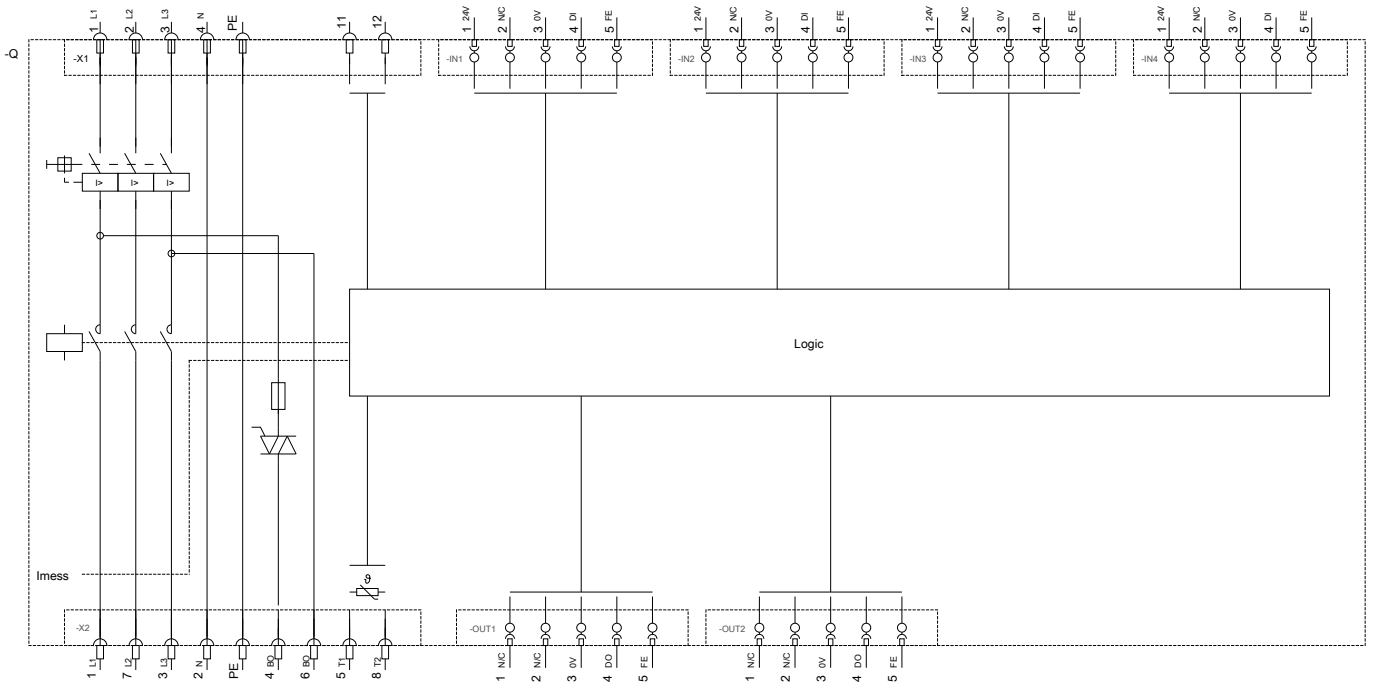 -Q
-X1
1 L1
2 L2
3 L3
4 N
PE
11
12
-IN1
1 24V
2 N/C
3 0V
4 DI
5 FE
-IN2
1 24V
2 N/C
3 0V
4 DI
5 FE
-IN3
1 24V
2 N/C
3 0V
4 DI
5 FE
-IN4
1 24V
2 N/C
3 0V
4 DI
5 FE
I> I> I>
Logic
Imess
ϑ
-X2
1 L1
7 L2
3 L3
2 N
PE
4 BO
6 BO
5 T1
8 T2
-OUT1
1 N/C
2 N/C
3 0V
4 DO
5 FE
-OUT2
1 N/C
2 N/C
3 0V
4 DO
5 FE